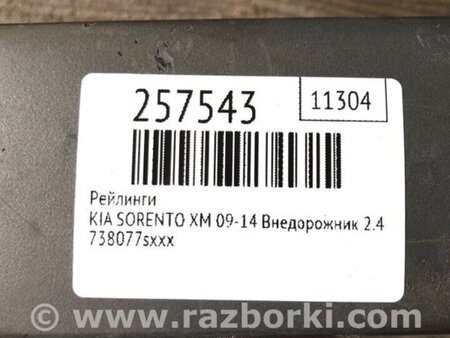 257543
11304
Рейлинги
KIA SORENTO XM 09-14 Внедорожник 2.4
738077sxxx
© www.razborki.com